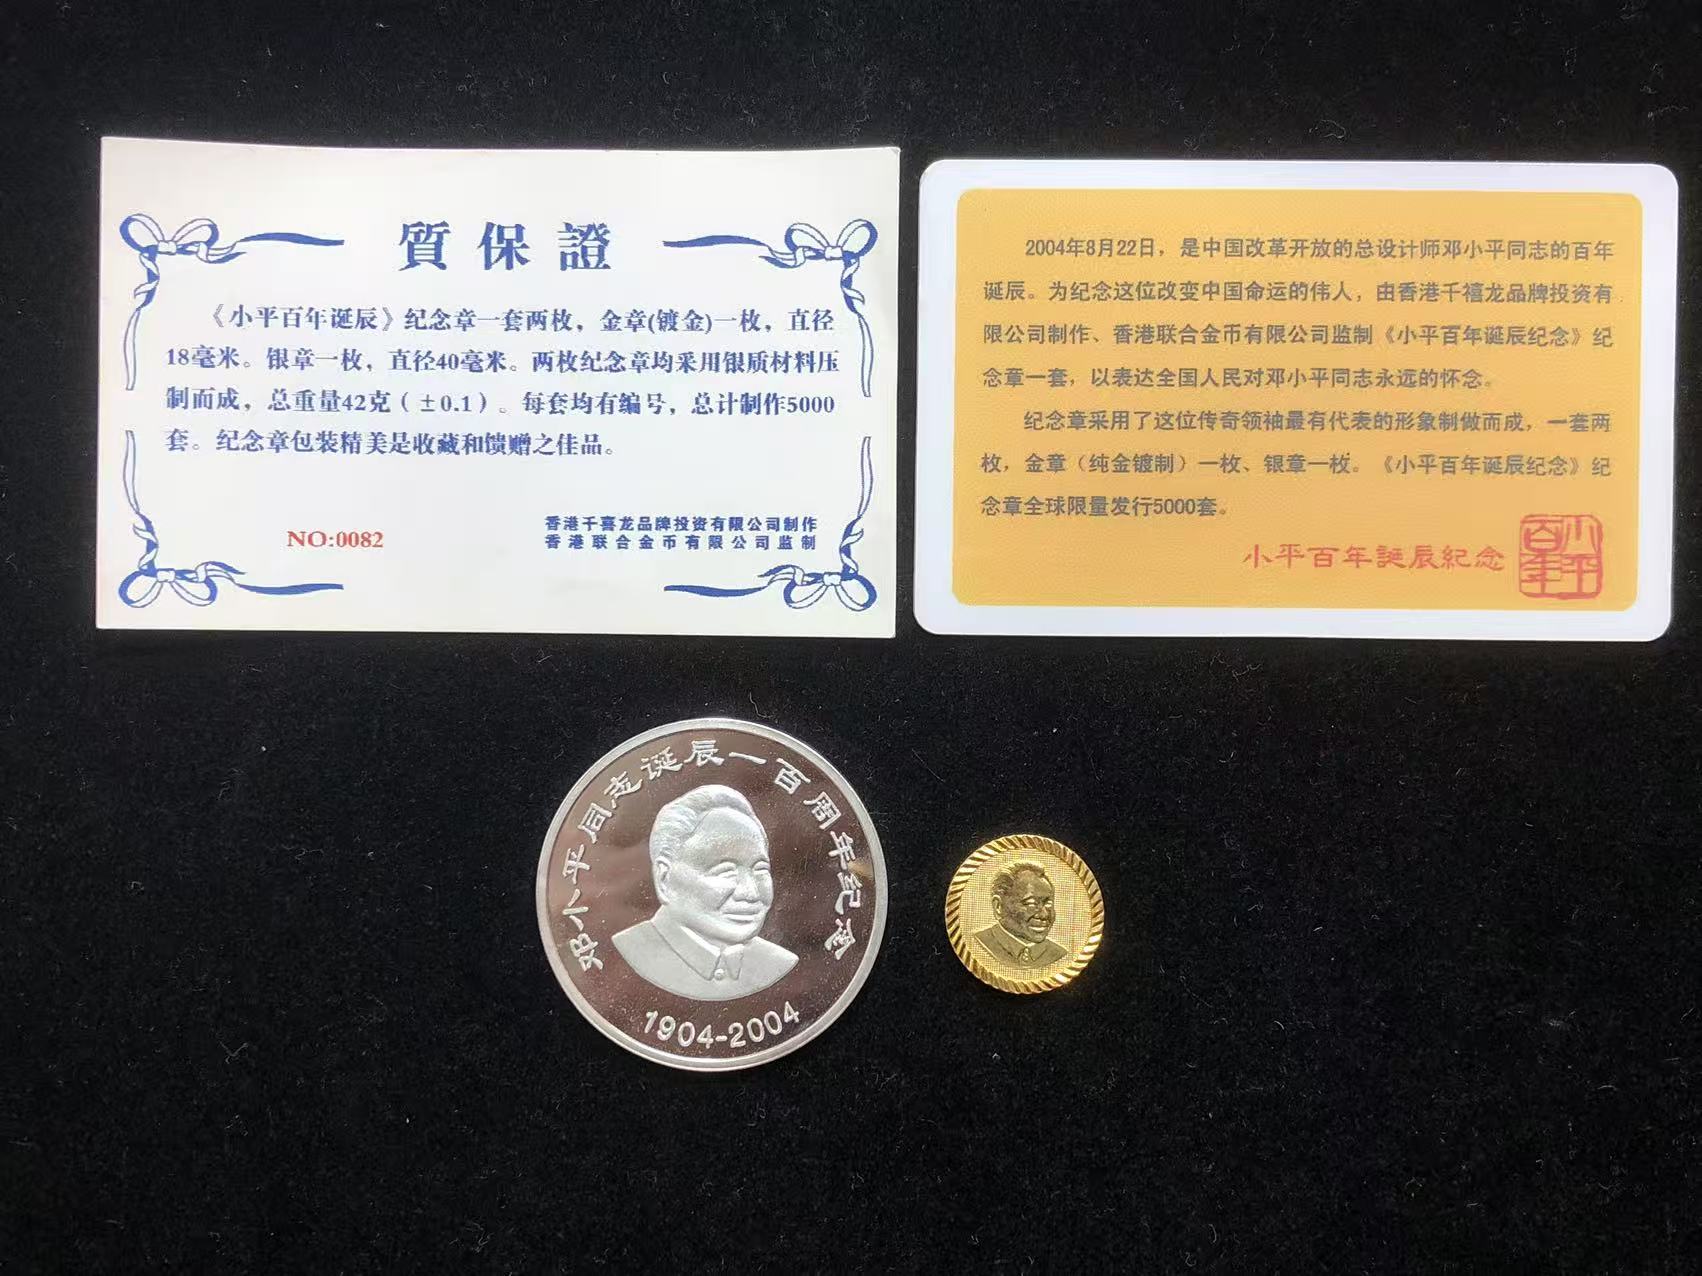 質保證
《小平百年诞辰》纪念章一套两枚，金章(镀金)一枚，直径
18毫米。银章一枚，直径40毫米。两枚纪念章均采用银质材料压
制而成，总重量42克（±0.1）。每套均有编号，总计制作5000
套。纪念章包装精美是收藏和馈赠之佳品。
NO:0082
香港千喜龙品牌投资有限公司制作
香港联合金币有限公司监制
2004年8月22日，是中国改革开放的总设计师邓小平同志的百年
诞辰。为纪念这位改变中国命运的伟人，由香港千禧龙品牌投资有
限公司制作、香港联合金币有限公司监制《小平百年诞辰纪念》纪
念章一套，以表达全国人民对邓小平同志永远的怀念。
纪念章采用了这位传奇领袖最有代表的形象制做而成，一套两
枚，金章（纯金镀制）一枚、银章一枚。《小平百年诞辰纪念》纪
念章全球限量发行5000套。
小平百年誕辰紀念
小平百年
邓小平同志诞辰一百周年纪念
1904-2004